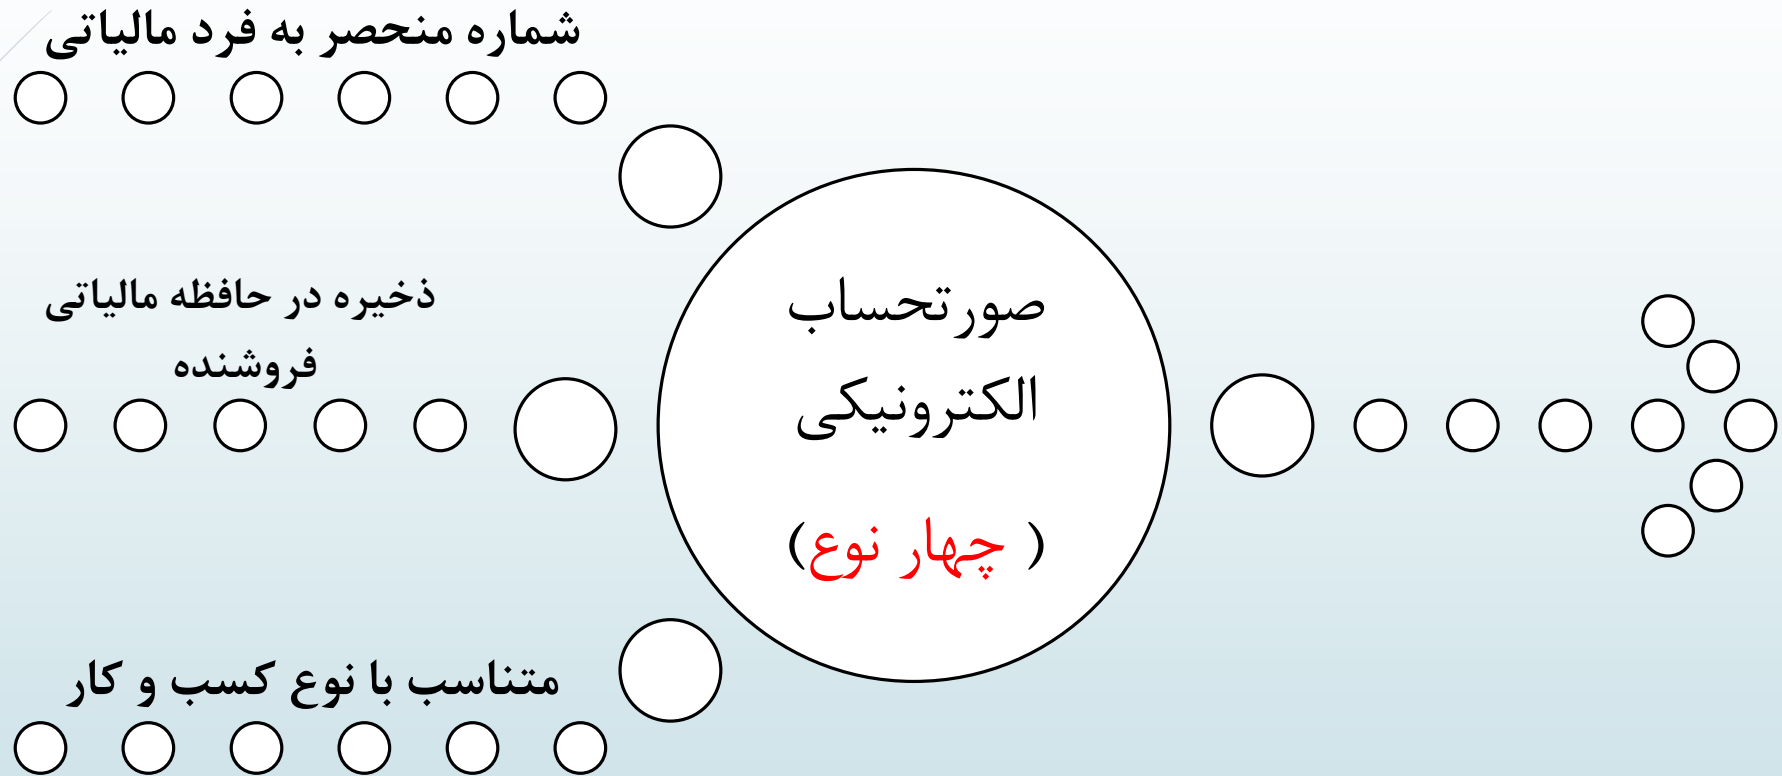 شماره منحصر به فرد مالیاتی
ذخیره در حافظه مالیاتی
فروشنده
متناسب با نوع کسب و کار
صورتحساب
الکترونیکی
( چهار نوع)